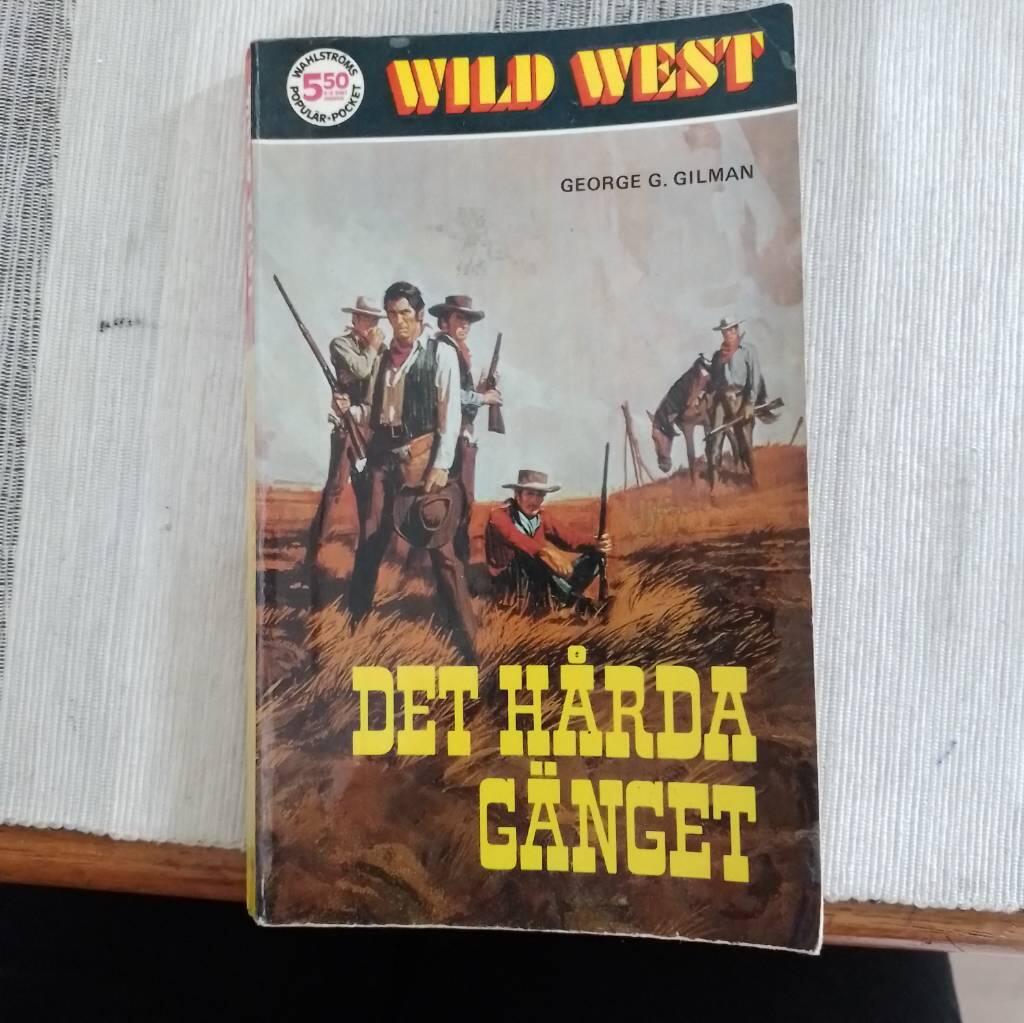 WAHLSTRÖMS
5.50
POPULÄR • POCKET
WILD WEST
GEORGE G. GILMAN
DET HÅRDA
GÄNGET